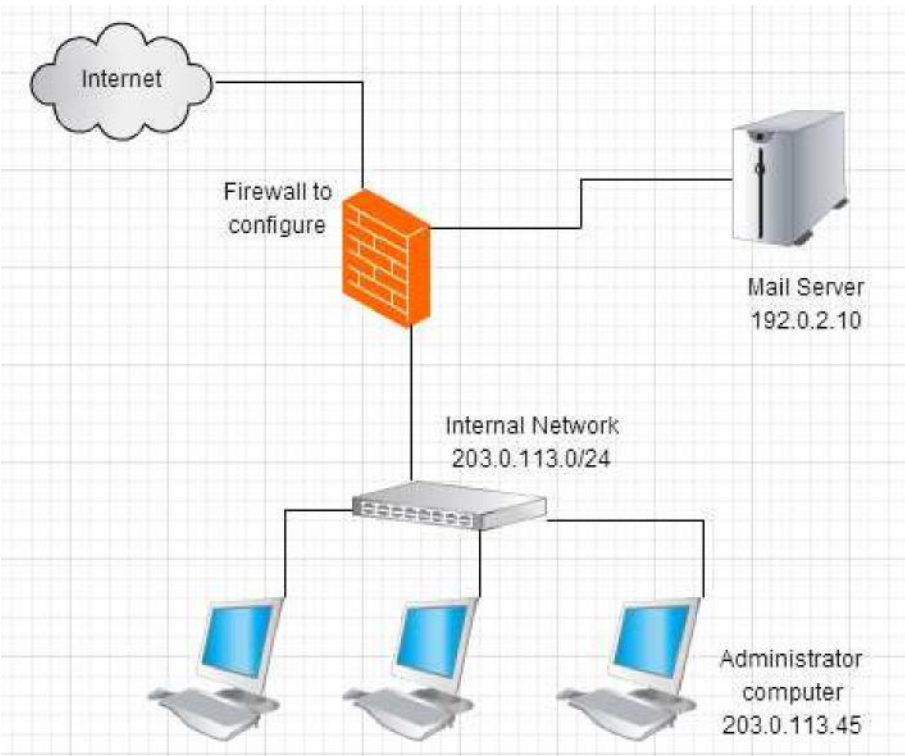 Internet
Firewall to
configure
Mail Server
192.0.2.10
Internal Network
203.0.113.0/24
Administrator
computer
203.0.113.45